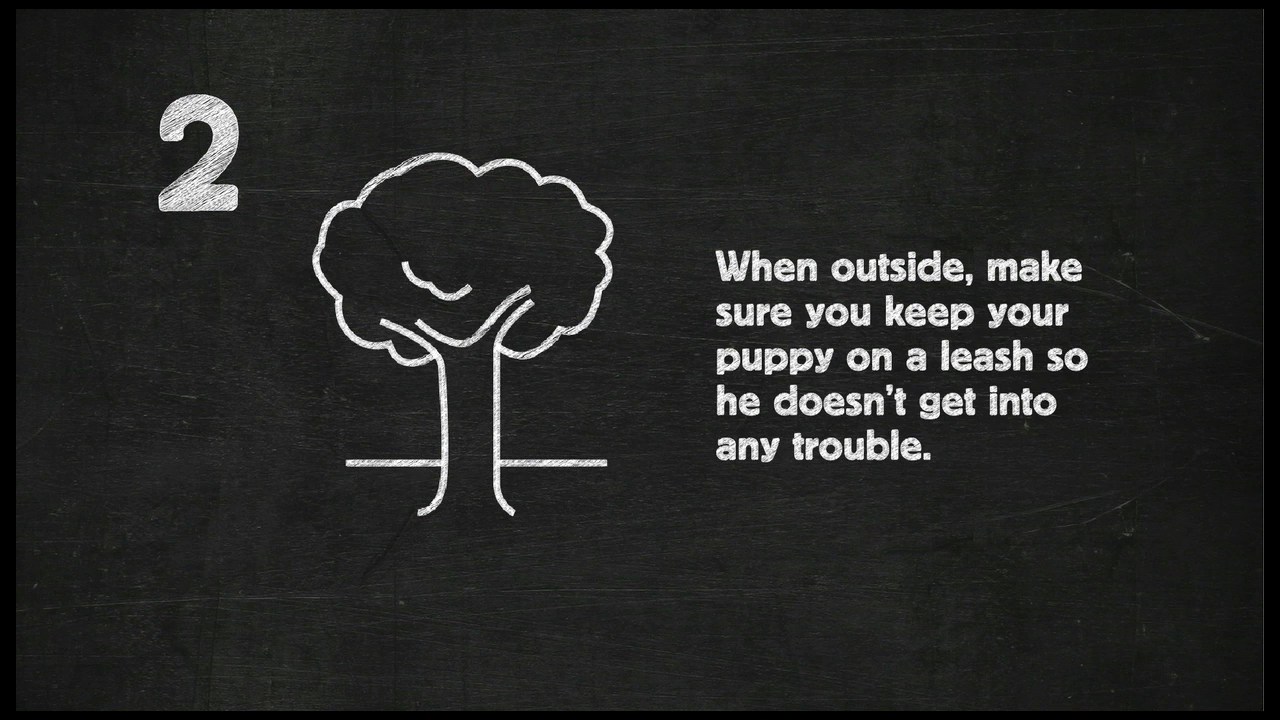 2
When outside, make
sure you keep your
puppy on a leash so
he doesn't get into
any trouble.